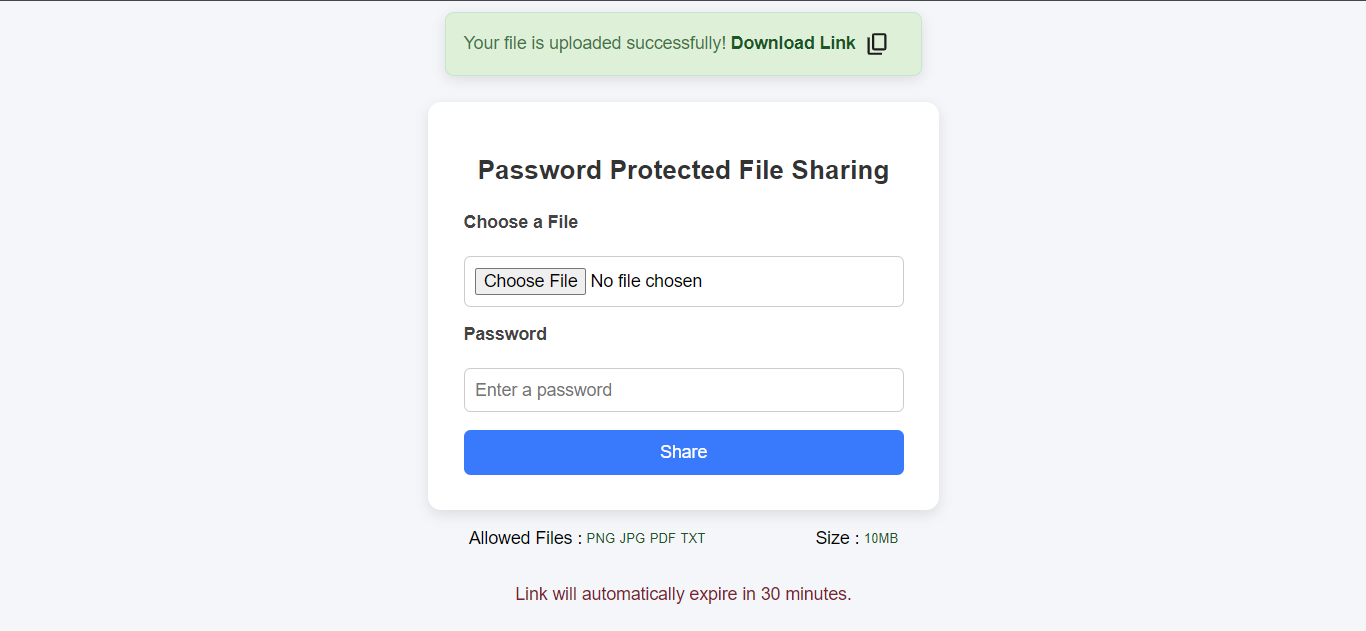 Your file is uploaded successfully! Download Link
Password Protected File Sharing
Choose a File
Choose File No file chosen
Password
Enter a password
Share
Allowed Files : PNG JPG PDF TXT
Size : 10MB
Link will automatically expire in 30 minutes.